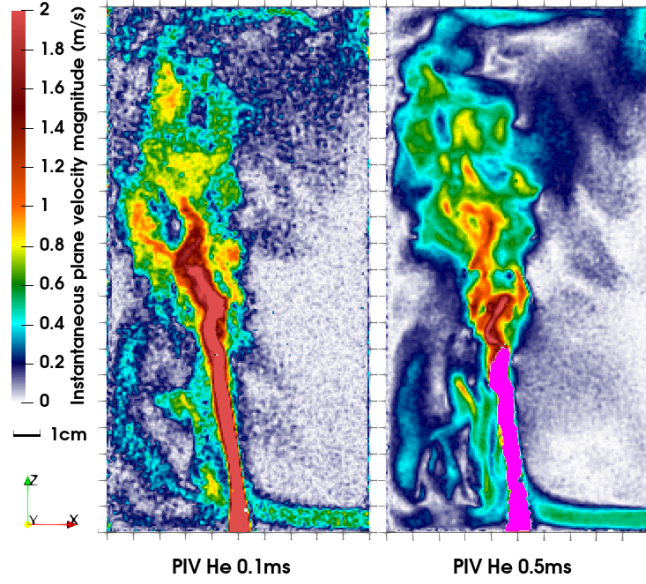 Instantaneous plane velocity magnitude (m/s)
2
1.8
1.6
1.4
1.2
1
0.8
0.6
0.4
0.2
0
1cm
Z
Y
X
PIV He 0.1ms
PIV He 0.5ms